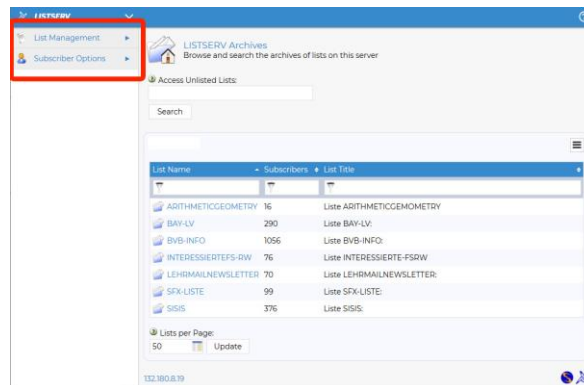 LISTSERV
List Management
Subscriber Options
LISTSERV Archives
Browse and search the archives of lists on this server
Access Unlisted Lists:
Search
List Name Subscribers List Title
ARITHMETICGEOMETRY 16 Liste ARITHMETICGEMOMETRY
BAY-LV 290 Liste BAY-LV:
BVB-INFO 1056 Liste BVB-INFO:
INTERESSIERTEFS-RW 76 Liste INTERESSIERTE-FSRW
LEHRMAILNEWSLETTER 70 Liste LEHRMAILNEWSLETTER:
SFX-LISTE 99 Liste SFX-LISTE:
SISIS 376 Liste SISIS:
Lists per Page:
50 Update
132.180.8.19